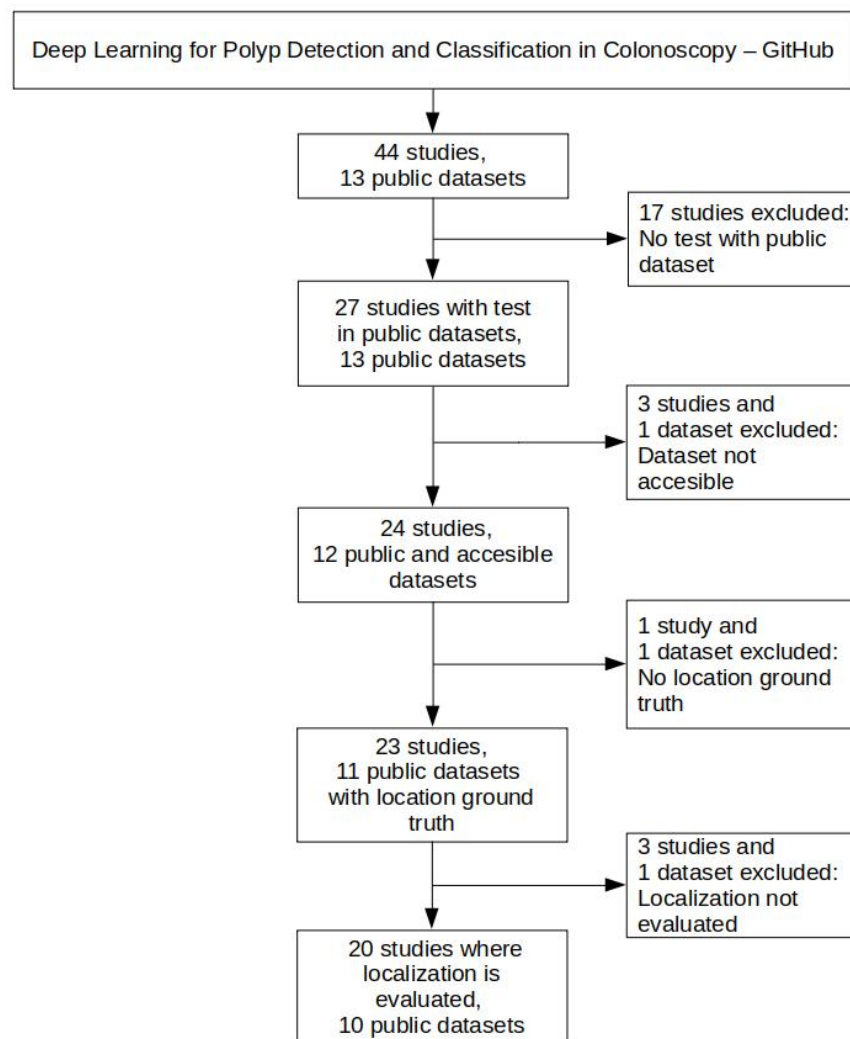 Deep Learning for Polyp Detection and Classification in Colonoscopy – GitHub
44 studies,
13 public datasets
17 studies excluded:
No test with public
dataset
27 studies with test
in public datasets,
13 public datasets
3 studies and
1 dataset excluded:
Dataset not
accesible
24 studies,
12 public and accesible
datasets
1 study and
1 dataset excluded:
No location ground
truth
23 studies,
11 public datasets
with location ground
truth
3 studies and
1 dataset excluded:
Localization not
evaluated
20 studies where
localization is
evaluated,
10 public datasets